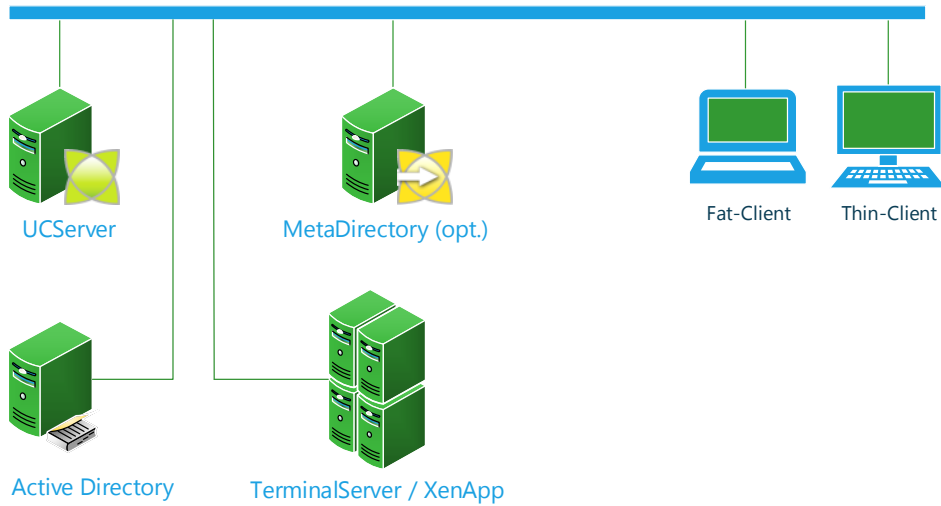 UCServer
MetaDirectory (opt.)
Fat-Client
Thin-Client
Active Directory
TerminalServer / XenApp